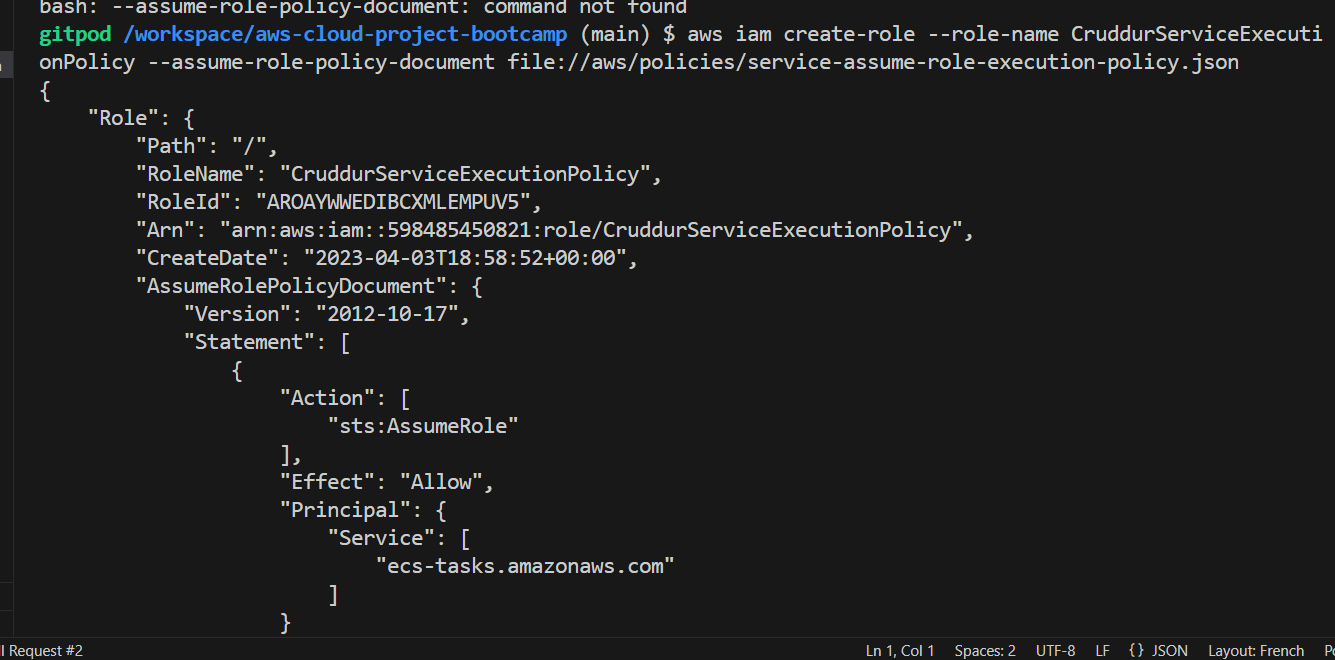 bash: --assume-role-policy-document: command not found
gitpod /workspace/aws-cloud-project-bootcamp (main) $ aws iam create-role --role-name CruddurServiceExecuti
onPolicy --assume-role-policy-document file://aws/policies/service-assume-role-execution-policy.json
{
    "Role": {
        "Path": "/",
        "RoleName": "CruddurServiceExecutionPolicy",
        "RoleId": "AROAYWWEDIBCXMLEMPUV5",
        "Arn": "arn:aws:iam::598485450821:role/CruddurServiceExecutionPolicy",
        "CreateDate": "2023-04-03T18:58:52+00:00",
        "AssumeRolePolicyDocument": {
            "Version": "2012-10-17",
            "Statement": [
                {
                    "Action": [
                        "sts:AssumeRole"
                    ],
                    "Effect": "Allow",
                    "Principal": {
                        "Service": [
                            "ecs-tasks.amazonaws.com"
                        ]
                    }
Request #2 Ln 1, Col 1 Spaces: 2 UTF-8 LF {} JSON Layout: French